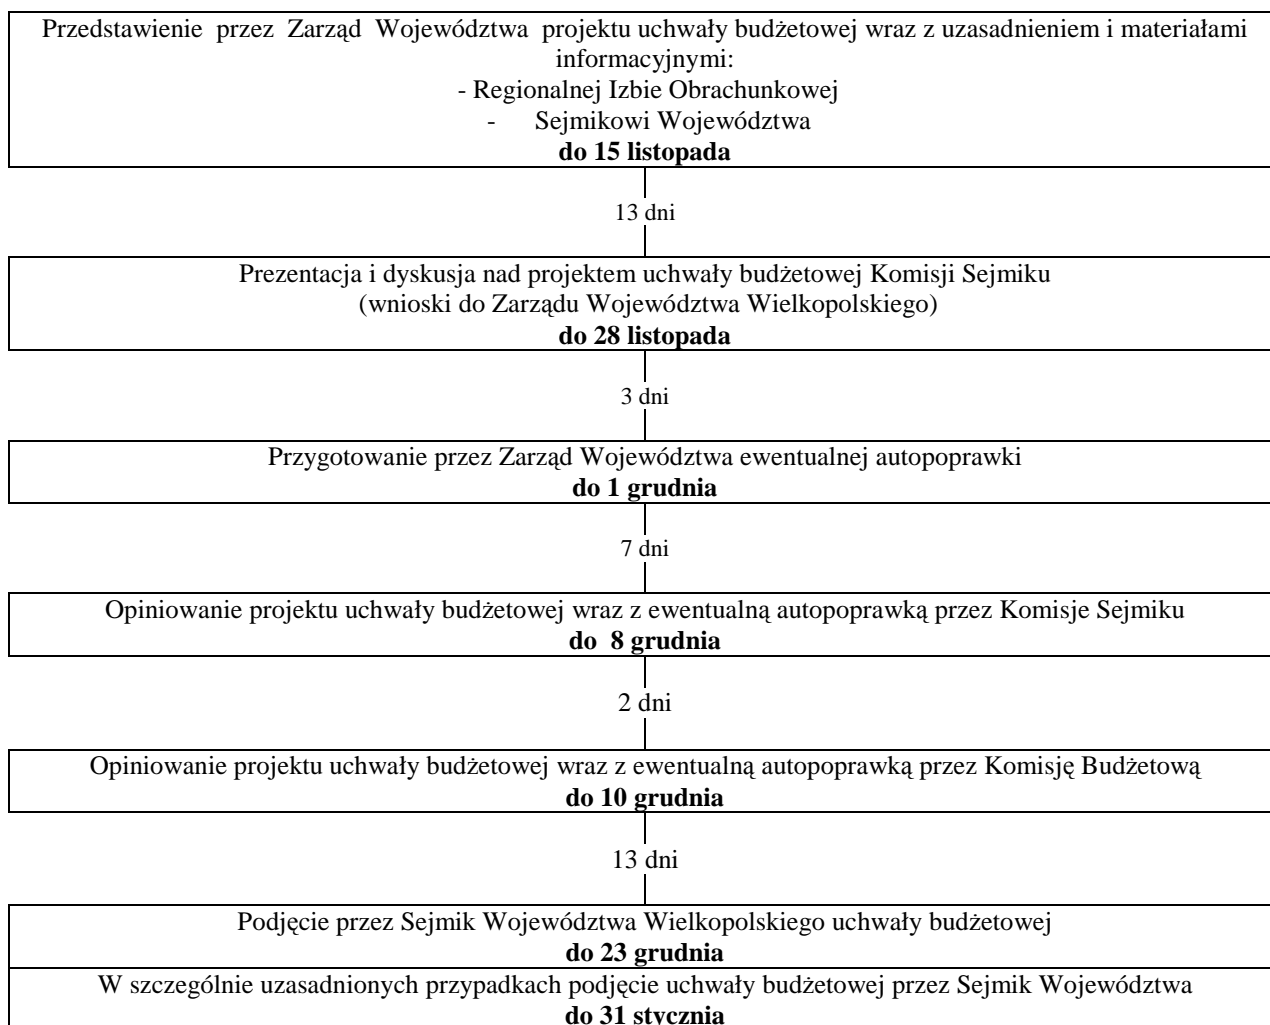 Przedstawienie przez Zarząd Województwa projektu uchwały budżetowej wraz z uzasadnieniem i materiałami
informacyjnymi:
- Regionalnej Izbie Obrachunkowej
- Sejmikowi Województwa
do 15 listopada
13 dni
Prezentacja i dyskusja nad projektem uchwały budżetowej Komisji Sejmiku
(wnioski do Zarządu Województwa Wielkopolskiego)
do 28 listopada
3 dni
Przygotowanie przez Zarząd Województwa ewentualnej autopoprawki
do 1 grudnia
7 dni
Opiniowanie projektu uchwały budżetowej wraz z ewentualną autopoprawką przez Komisje Sejmiku
do 8 grudnia
2 dni
Opiniowanie projektu uchwały budżetowej wraz z ewentualną autopoprawką przez Komisję Budżetową
do 10 grudnia
13 dni
Podjęcie przez Sejmik Województwa Wielkopolskiego uchwały budżetowej
do 23 grudnia
W szczególnie uzasadnionych przypadkach podjęcie uchwały budżetowej przez Sejmik Województwa
do 31 stycznia